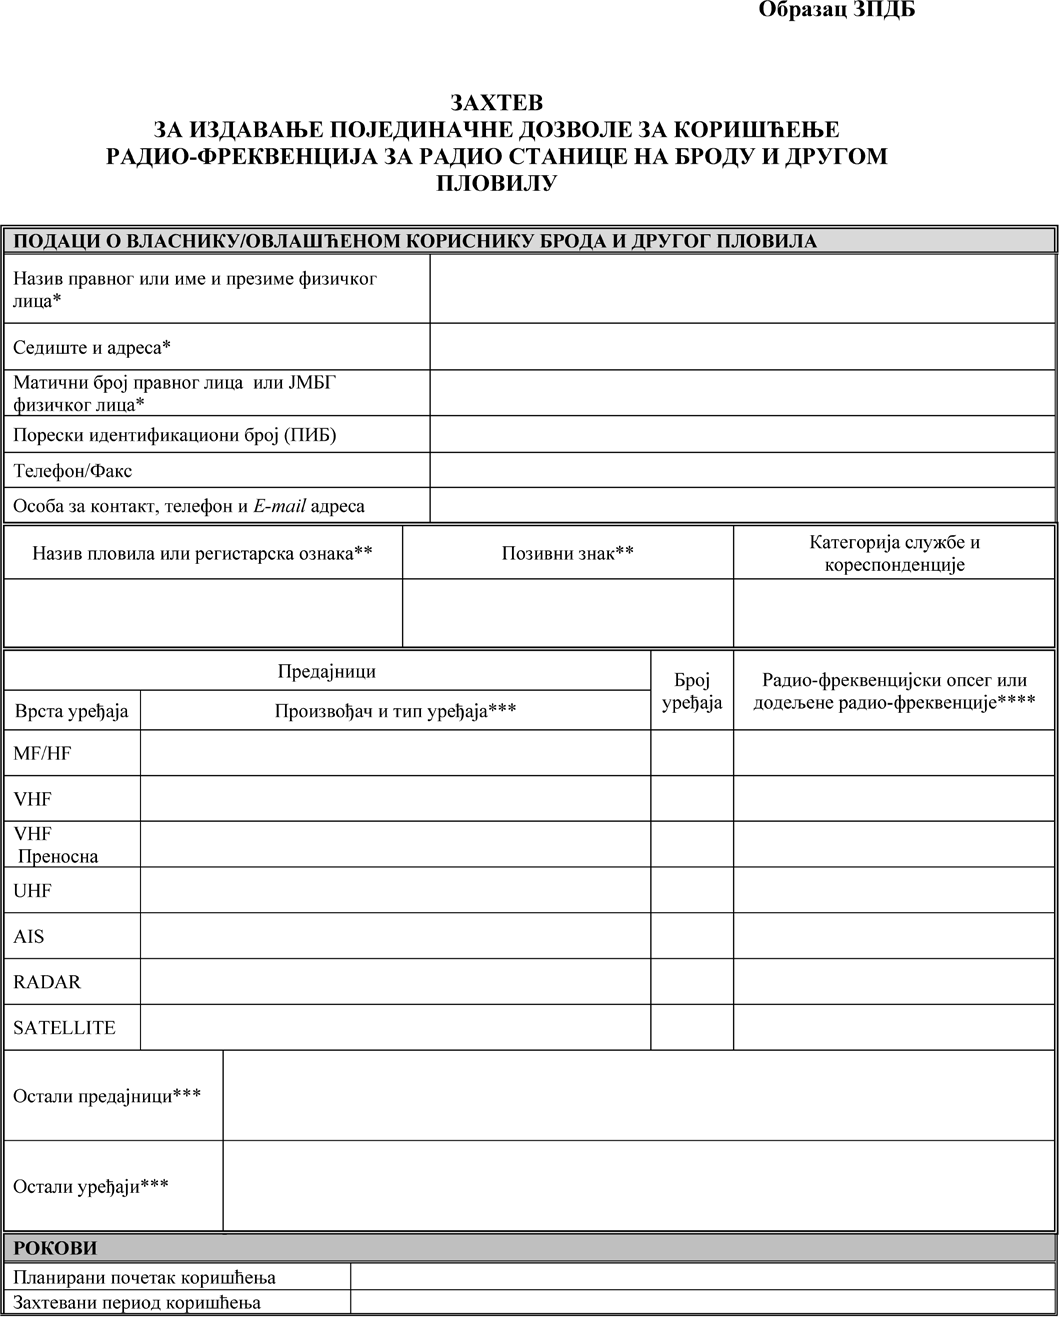 Образац ЗПДБ
ЗАХТЕВ
ЗА ИЗДАВАЊЕ ПОЈЕДИНАЧНЕ ДОЗВОЛЕ ЗА КОРИШЋЕЊЕ
РАДИО-ФРЕКВЕНЦИЈА ЗА РАДИО СТАНИЦЕ НА БРОДУ И ДРУГОМ
ПЛОВИЛУ
ПОДАЦИ О ВЛАСНИКУ/ОВЛАШЋЕНОМ КОРИСНИКУ БРОДА И ДРУГОГ ПЛОВИЛА
Назив правног или име и презиме физичког
лица*
Седиште и адреса*
Матични број правног лица или ЈМБГ
физичког лица*
Порески идентификациони број (ПИБ)
Телефон/Факс
Особа за контакт, телефон и E-mail адреса
Назив пловила или регистарска ознака**
Позивни знак**
Категорија службе и
кореспонденције
Предајници
Број
уређаја
Радио-фреквенцијски опсег или
додељене радио-фреквенције****
Врста уређаја
Произвођач и тип уређаја***
MF/HF
VHF
VHF
Преносна
UHF
AIS
RADAR
SATELLITE
Остали предајници***
Остали уређаји***
РОКОВИ
Планирани почетак коришћења
Захтевани период коришћења